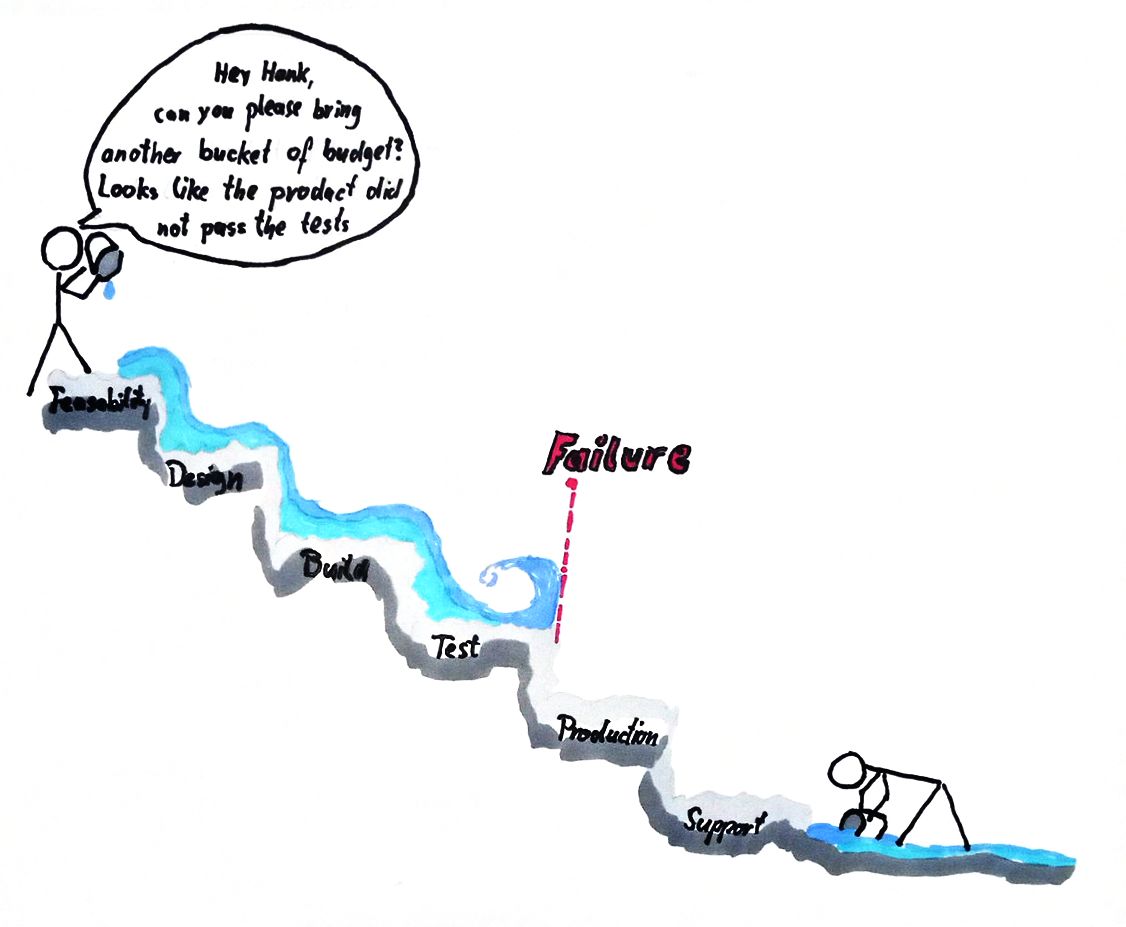 Hey Hank,
can you please bring
another bucket of budget?
Looks like the product did
not pass the tests
Feasability
Design
Failure
Build
Test
Production
Support